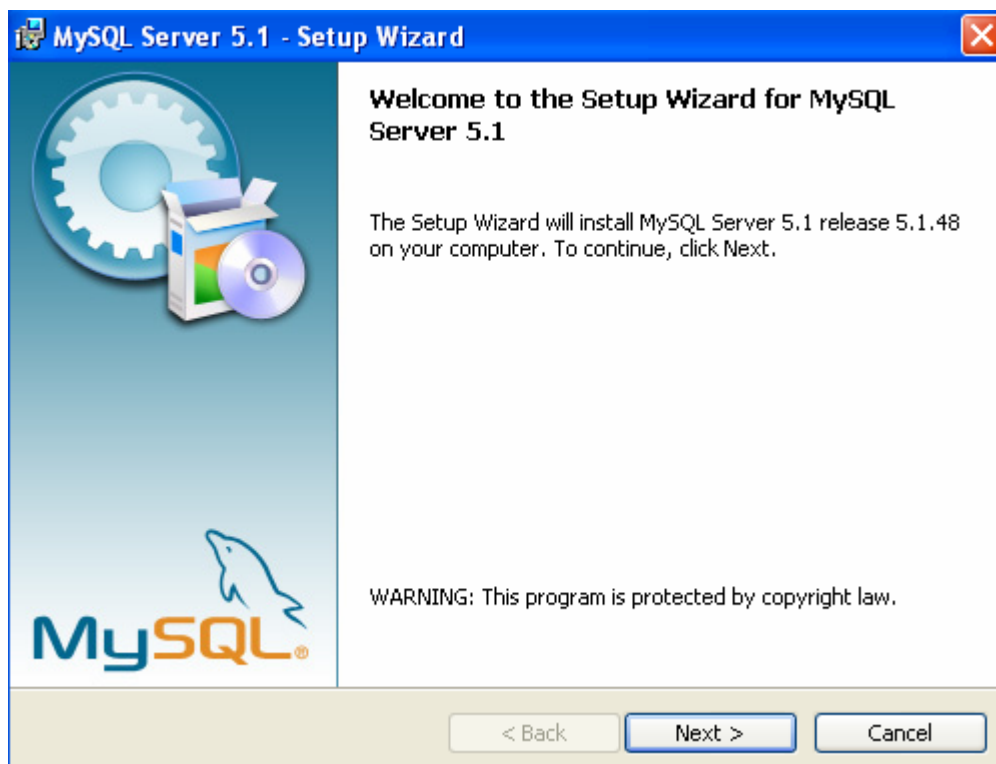 MySQL Server 5.1 - Setup Wizard
Welcome to the Setup Wizard for MySQL
Server 5.1
The Setup Wizard will install MySQL Server 5.1 release 5.1.48
on your computer. To continue, click Next.
WARNING: This program is protected by copyright law.
MySQL®
< Back
Next >
Cancel